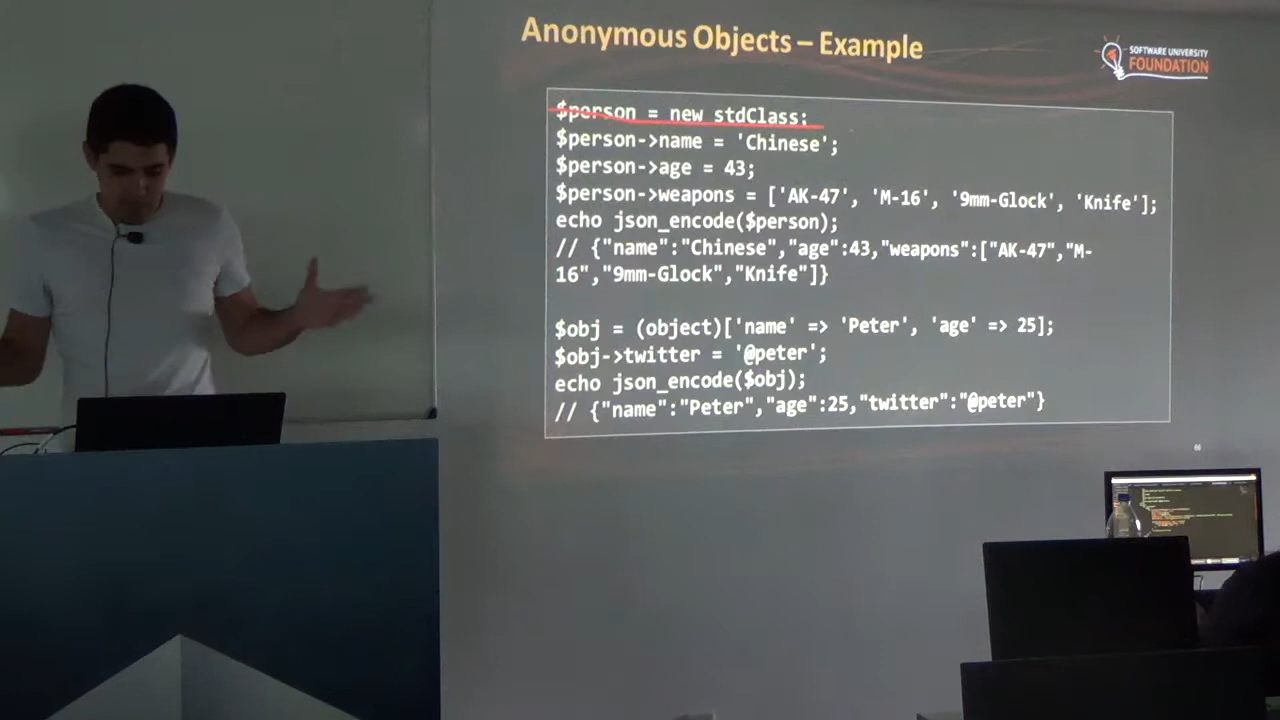 Anonymous Objects – Example
SOFTWARE UNIVERSITY
FOUNDATION
$person = new stdClass;
$person->name = 'Chinese';
$person->age = 43;
$person->weapons = ['AK-47', 'M-16', '9mm-Glock', 'Knife'];
echo json_encode($person);
// {"name":"Chinese","age":43,"weapons":["AK-47","M-
16","9mm-Glock","Knife"]}
$obj = (object)['name' => 'Peter', 'age' => 25];
$obj->twitter = '@peter';
echo json_encode($obj);
// {"name":"Peter","age":25,"twitter":"@peter"}